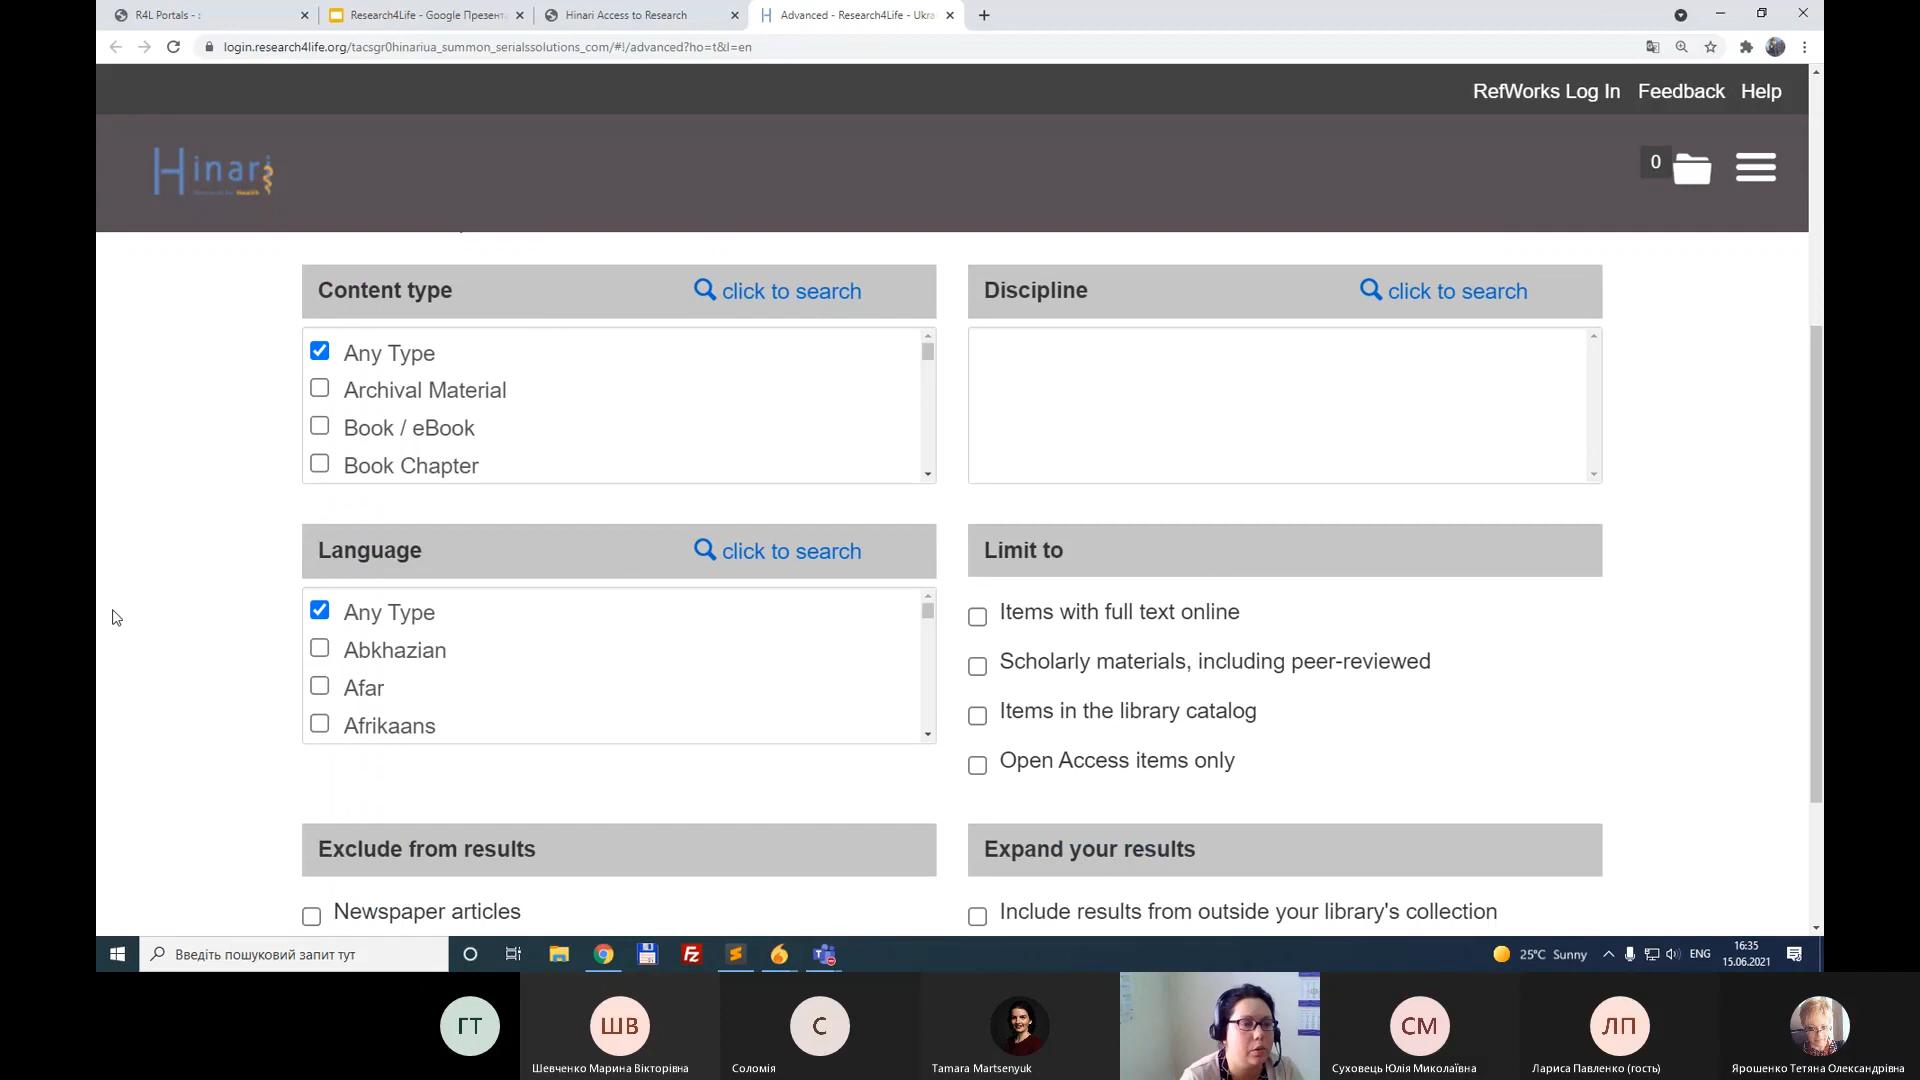 R4L Portals - :
Research4Life - Google Презент
Hinari Access to Research
Advanced - Research4Life - Ukra
login.research4life.org/tacsgr0hinariua_summon_serialssolutions_com/#!/advanced?ho=t&l=en
RefWorks Log In Feedback Help
Hinari
0
Content type click to search
Discipline click to search
Any Type
Archival Material
Book / eBook
Book Chapter
Language click to search
Limit to
Any Type
Abkhazian
Afar
Afrikaans
Items with full text online
Scholarly materials, including peer-reviewed
Items in the library catalog
Open Access items only
Exclude from results
Expand your results
Newspaper articles
Include results from outside your library's collection
Введіть пошуковий запит тут
25°C Sunny
ENG
16:35
15.06.2021
ГТ
ШВ
С
СМ
ЛП
Шевченко Марина Вікторівна
Соломія
Tamara Martsenyuk
Суховець Юлія Миколаївна
Лариса Павленко (гость)
Ярошенко Тетяна Олександрівна